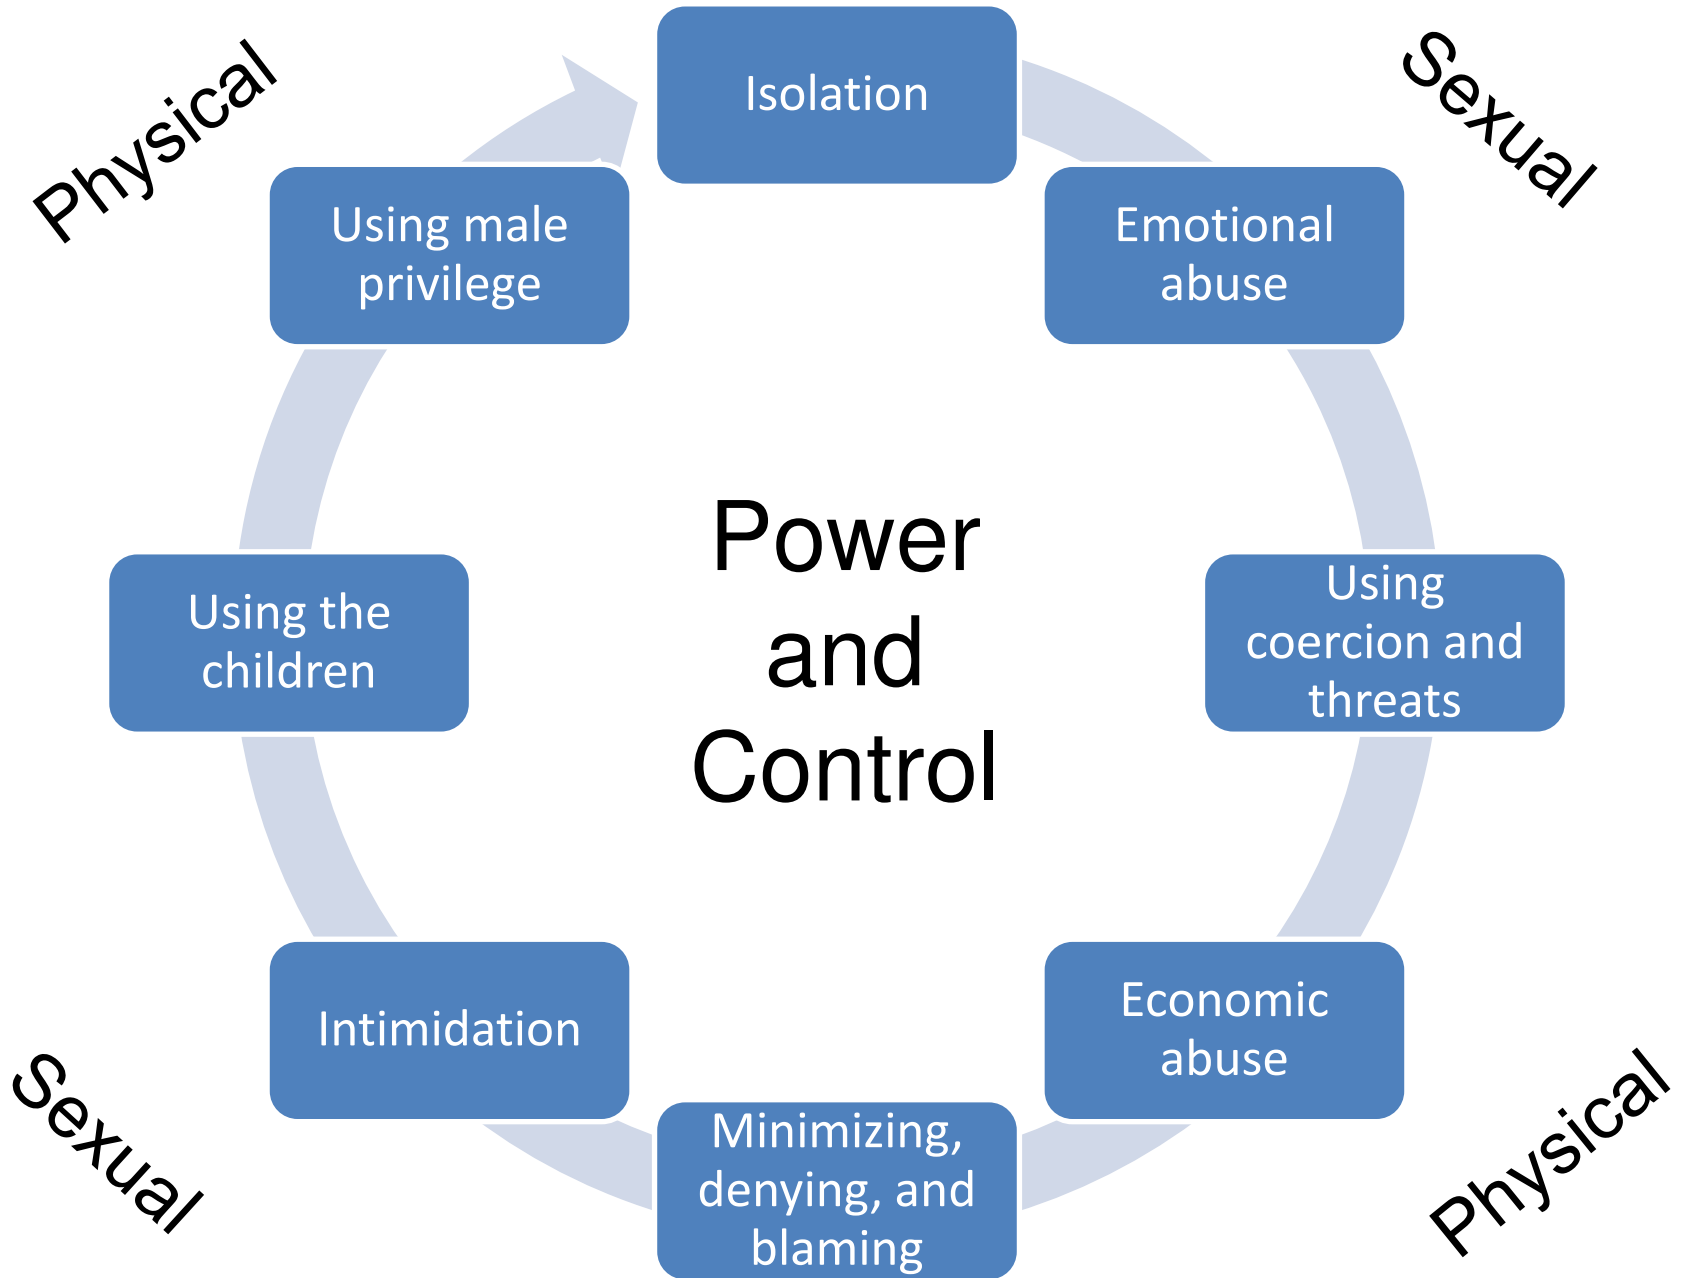 Physical
Sexual
Isolation
Emotional
abuse
Using
coercion and
threats
Economic
abuse
Minimizing,
denying, and
blaming
Intimidation
Using the
children
Using male
privilege
Power
and
Control
Sexual
Physical